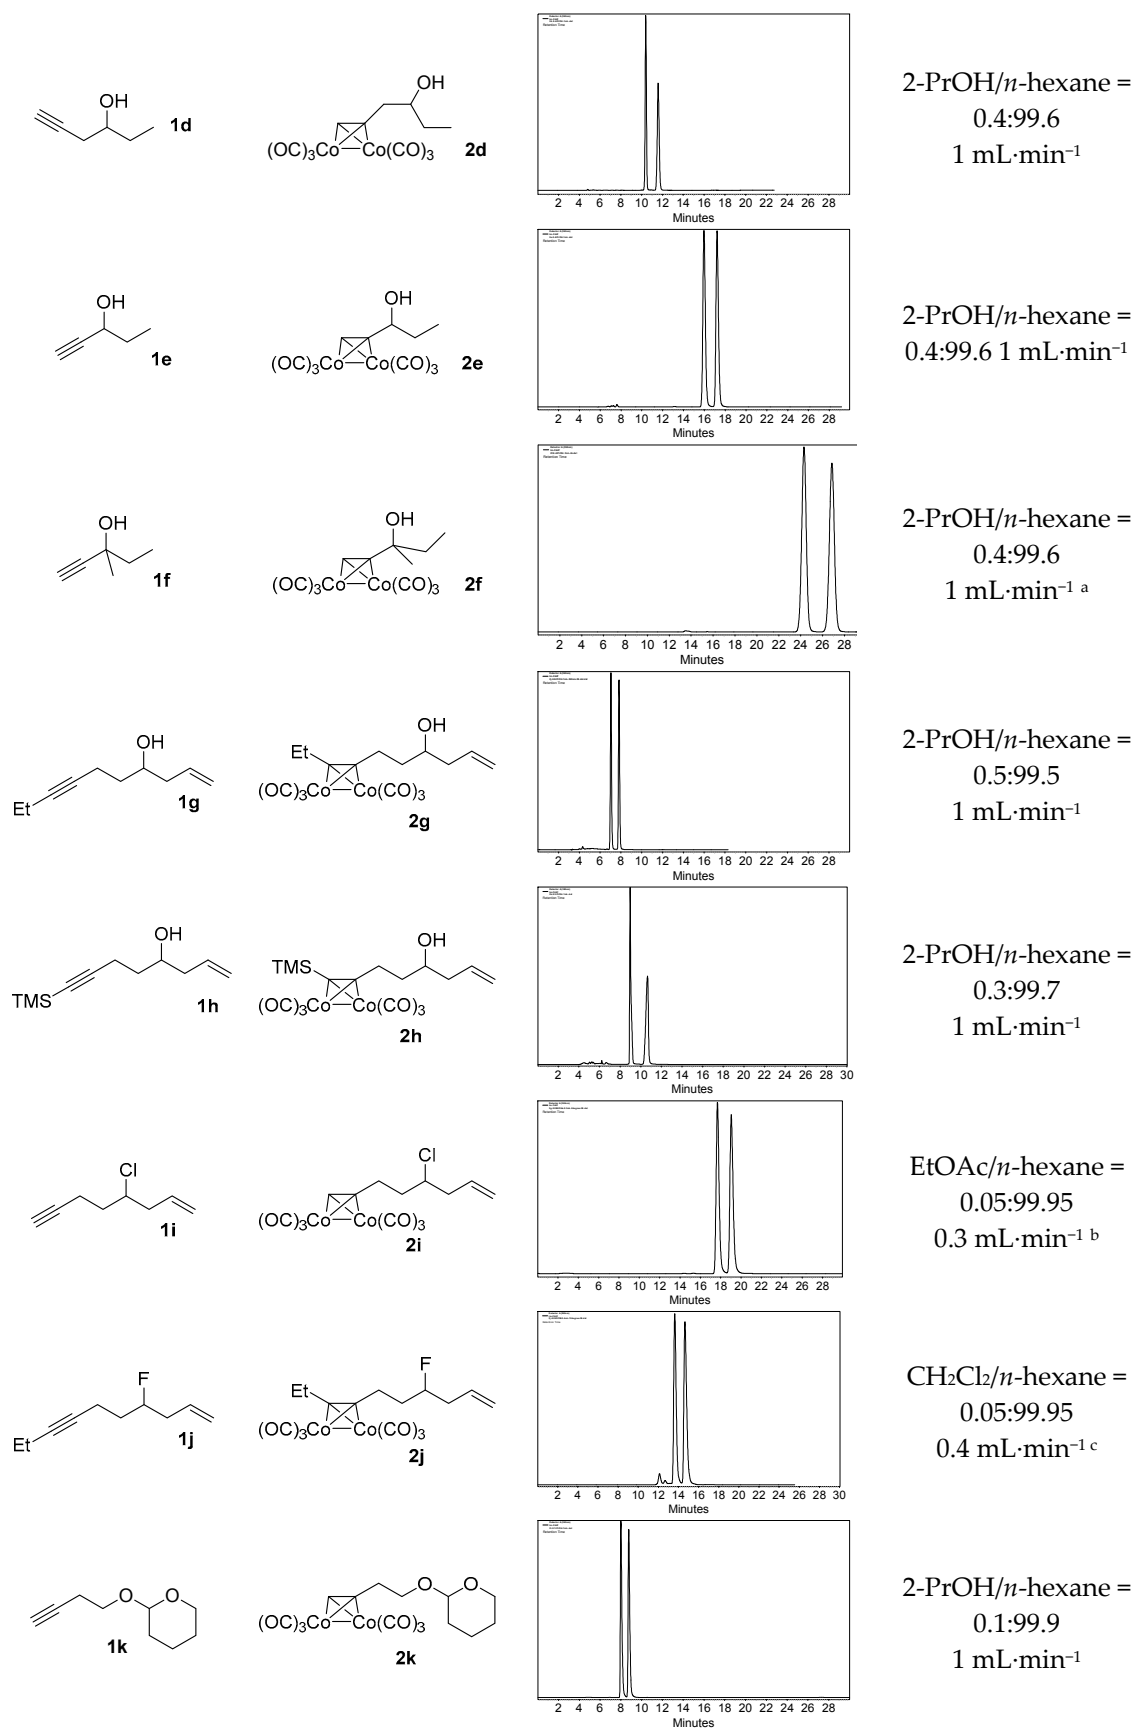 OH
1d
OH
(OC)3Co Co(CO)3
2d
2 4 6 8 10 12 14 16 18 20 22 24 26 28
Minutes
2-PrOH/n-hexane =
0.4:99.6
1 mL·min–1
OH
1e
OH
(OC)3Co Co(CO)3
2e
2 4 6 8 10 12 14 16 18 20 22 24 26 28
Minutes
2-PrOH/n-hexane =
0.4:99.6 1 mL·min–1
OH
1f
OH
(OC)3Co Co(CO)3
2f
2 4 6 8 10 12 14 16 18 20 22 24 26 28
Minutes
2-PrOH/n-hexane =
0.4:99.6
1 mL·min–1 a
OH
Et
1g
OH
Et
(OC)3Co Co(CO)3
2g
2 4 6 8 10 12 14 16 18 20 22 24 26 28
Minutes
2-PrOH/n-hexane =
0.5:99.5
1 mL·min–1
OH
TMS
1h
OH
TMS
(OC)3Co Co(CO)3
2h
2 4 6 8 10 12 14 16 18 20 22 24 26 28 30
Minutes
2-PrOH/n-hexane =
0.3:99.7
1 mL·min–1
Cl
1i
Cl
(OC)3Co Co(CO)3
2i
2 4 6 8 10 12 14 16 18 20 22 24 26 28
Minutes
EtOAc/n-hexane =
0.05:99.95
0.3 mL·min–1 b
F
Et
1j
F
Et
(OC)3Co Co(CO)3
2j
2 4 6 8 10 12 14 16 18 20 22 24 26 28 30
Minutes
CH2Cl2/n-hexane =
0.05:99.95
0.4 mL·min–1 c
O O
1k
O O
(OC)3Co Co(CO)3
2k
2 4 6 8 10 12 14 16 18 20 22 24 26 28
Minutes
2-PrOH/n-hexane =
0.1:99.9
1 mL·min–1